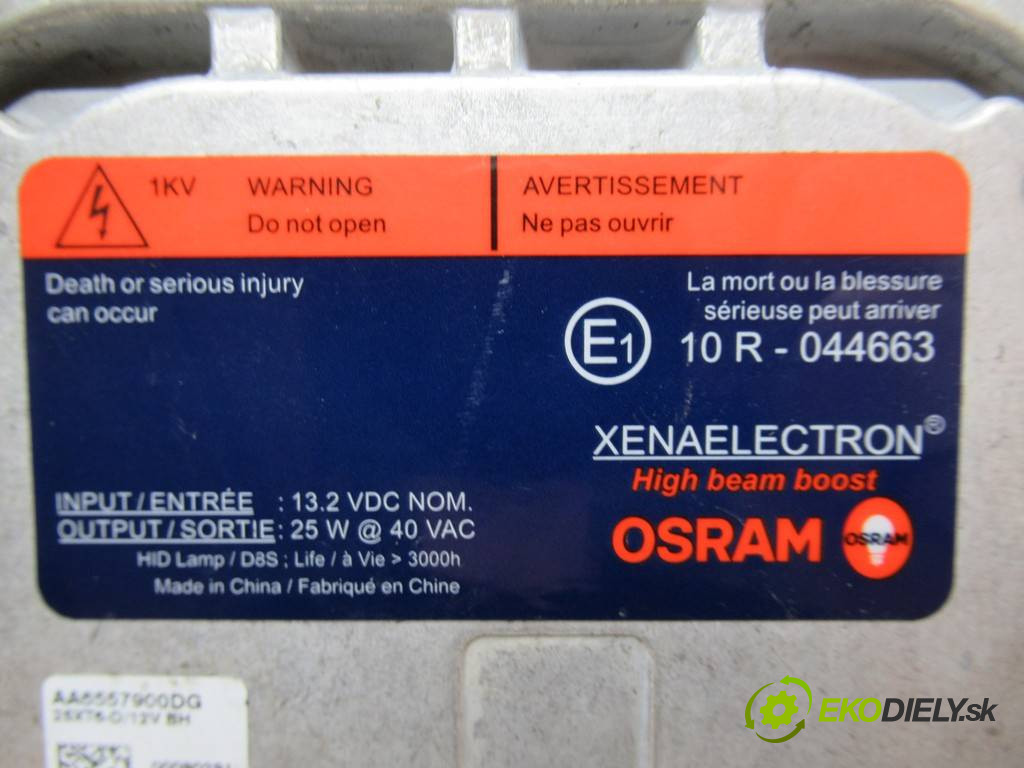 1KV WARNING
Do not open
AVERTISSEMENT
Ne pas ouvrir
Death or serious injury
can occur
La mort ou la blessure
sérieuse peut arriver
E1 10 R - 044663
XENAELECTRON®
High beam boost
OSRAM OSRAM
INPUT / ENTRÉE : 13.2 VDC NOM.
OUTPUT / SORTIE : 25 W @ 40 VAC
HID Lamp / D8S ; Life / à Vie > 3000h
Made in China / Fabriqué en Chine
AA6557900DG
25XT6-D/12V BH
EKODIELY.sk